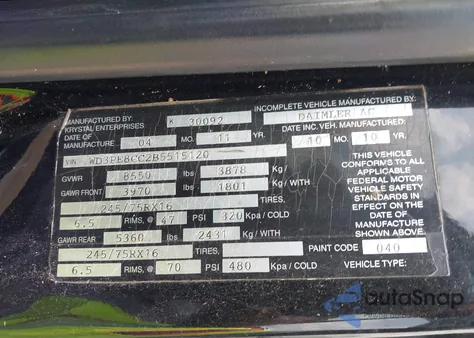 MANUFACTURED BY: K 30092 INCOMPLETE VEHICLE MANUFACTURED BY:
KRYSTAL ENTERPRISES DAIMLER AC
DATE OF DATE INC. VEH. MFD.
MANUFACTURE: 04 MO. 11 YR. 10 MO. 10 YR.
VIN WD3PE8CC2B5515120
GVWR 8550 lbs 3878 Kg/
GAWR FRONT 3970 lbs 1801 Kg/WITH
245/75RX16 TIRES,
6.5 RIMS, @ 47 PSI 320 Kpa / COLD
GAWR REAR 5360 lbs 2431 Kg/WITH
245/75RX16 TIRES,
6.5 RIMS, @ 70 PSI 480 Kpa / COLD
THIS VEHICLE
CONFORMS TO ALL
APPLICABLE
FEDERAL MOTOR
VEHICLE SAFETY
STANDARDS IN
EFFECT ON THE
DATE OF
MANUFACTURE
SHOWN ABOVE.
PAINT CODE 040
VEHICLE TYPE:
autoSnap